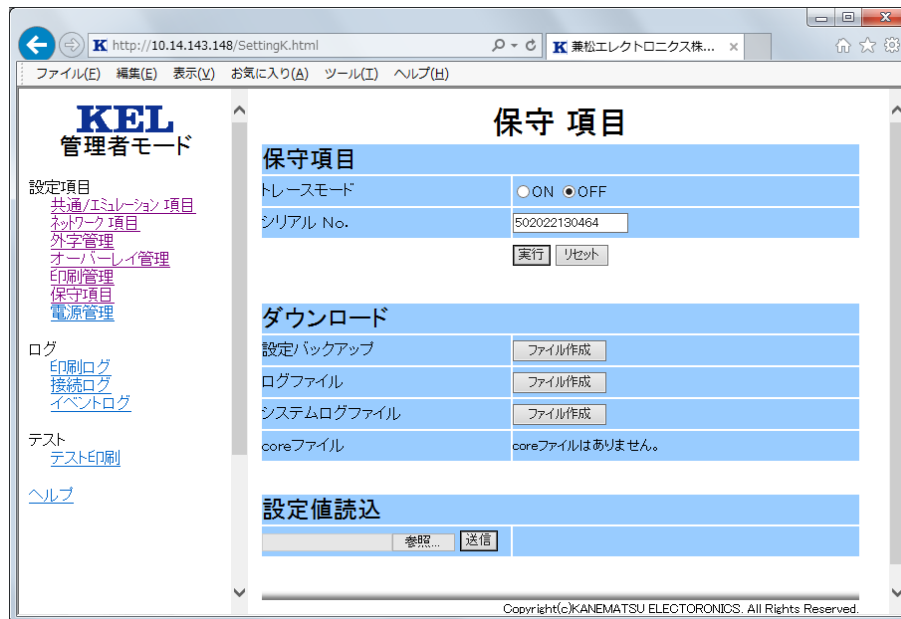 http://10.14.143.148/SettingK.html
兼松エレクトロニクス株...
ファイル(F) 編集(E) 表示(V) お気に入り(A) ツール(T) ヘルプ(H)
KEL
管理者モード
設定項目
共通/エミュレーション 項目
ネットワーク 項目
外字管理
オーバーレイ管理
印刷管理
保守項目
電源管理
ログ
印刷ログ
接続ログ
イベントログ
テスト
テスト印刷
ヘルプ
保守 項目
保守項目
トレースモード ON OFF
シリアル No. 502022130464
実行 リセット
ダウンロード
設定バックアップ ファイル作成
ログファイル ファイル作成
システムログファイル ファイル作成
coreファイル coreファイルはありません。
設定値読込
参照... 送信
Copyright(c)KANEMATSU ELECTORONICS. All Rights Reserved.